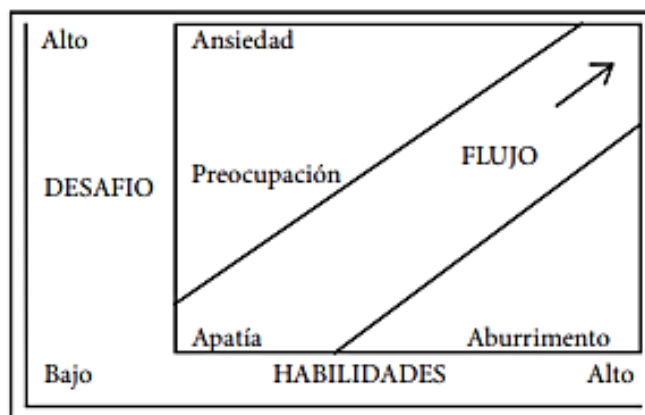 Alto
Ansiedad
FLUJO
DESAFIO
Preocupación
Apatía
Aburrimento
Bajo
HABILIDADES
Alto